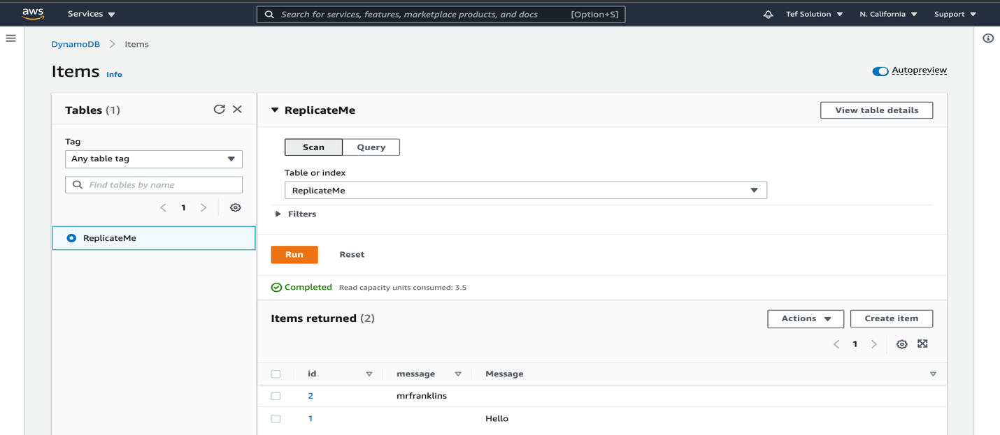 aws Services Search for services, features, marketplace products, and docs [Option+S] Tef Solution N. California Support
DynamoDB Items
Items Info
Autopreview
Tables (1)
Tag
Any table tag
Find tables by name
1
ReplicateMe
ReplicateMe
View table details
Scan Query
Table or index
ReplicateMe
Filters
Run Reset
Completed Read capacity units consumed: 3.5
Items returned (2)
Actions Create item
1
id message Message
2 mrfranklins
1 Hello